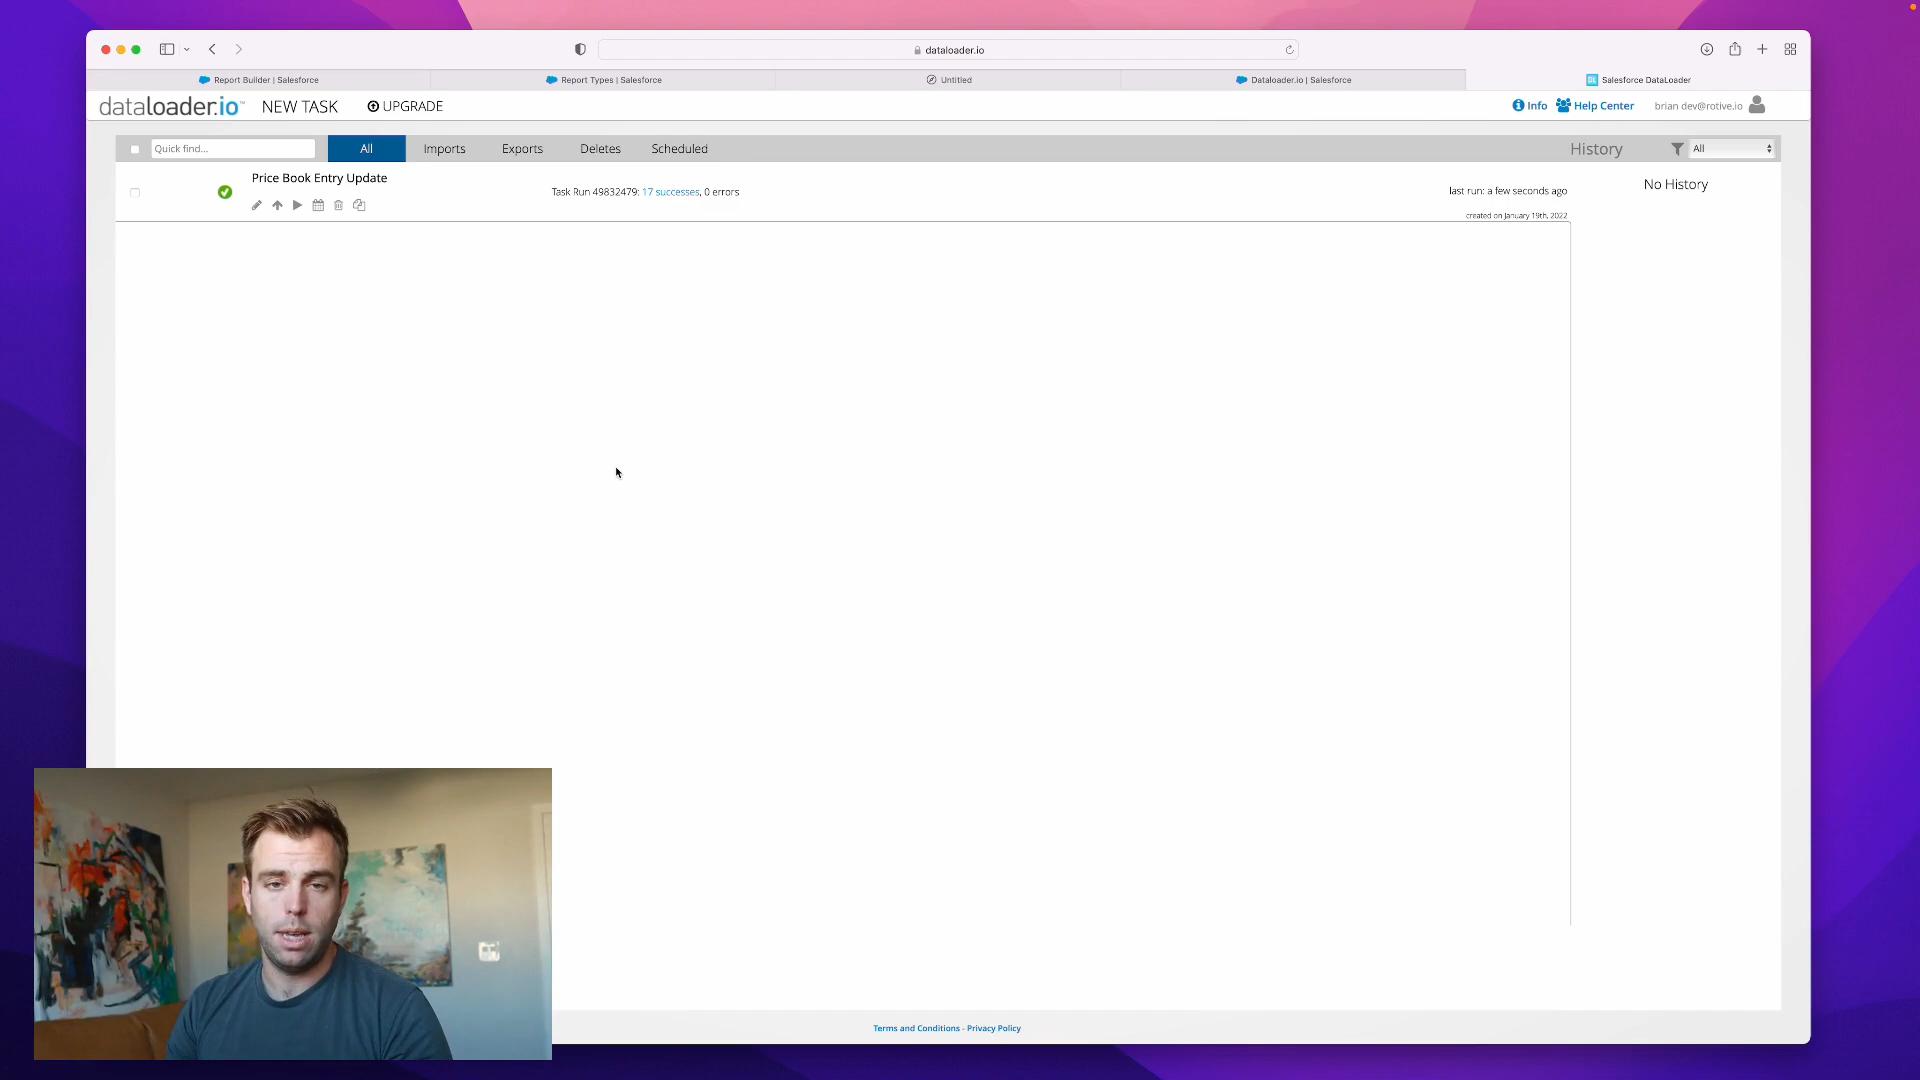 dataloader.io
Report Builder | Salesforce
Report Types | Salesforce
Untitled
Dataloader.io | Salesforce
DL Salesforce DataLoader
dataloader.io™ NEW TASK UPGRADE
Info Help Center brian dev@rotive.io
Quick find...
All
Imports
Exports
Deletes
Scheduled
History
All
Price Book Entry Update
Task Run 49832479: 17 successes, 0 errors
last run: a few seconds ago
created on January 19th, 2022
No History
Terms and Conditions - Privacy Policy